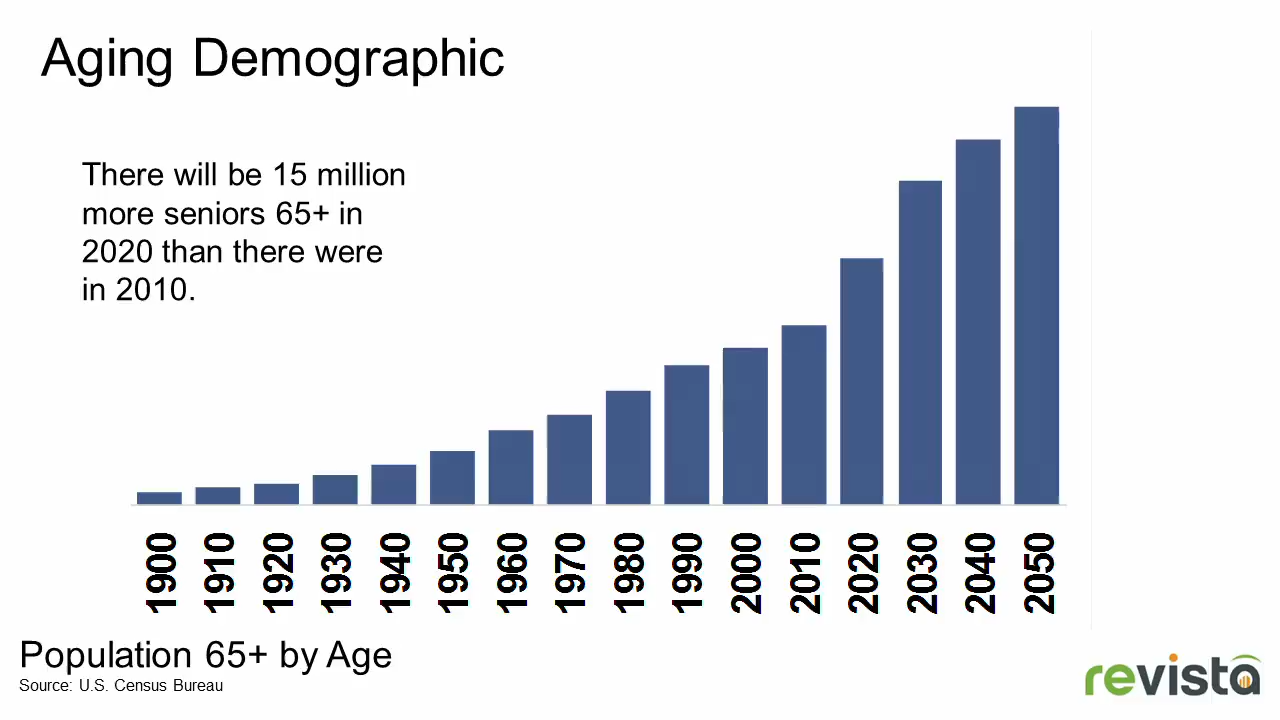 Aging Demographic
There will be 15 million
more seniors 65+ in
2020 than there were
in 2010.
1900 1910 1920 1930 1940 1950 1960 1970 1980 1990 2000 2010 2020 2030 2040 2050
Population 65+ by Age
Source: U.S. Census Bureau
revista